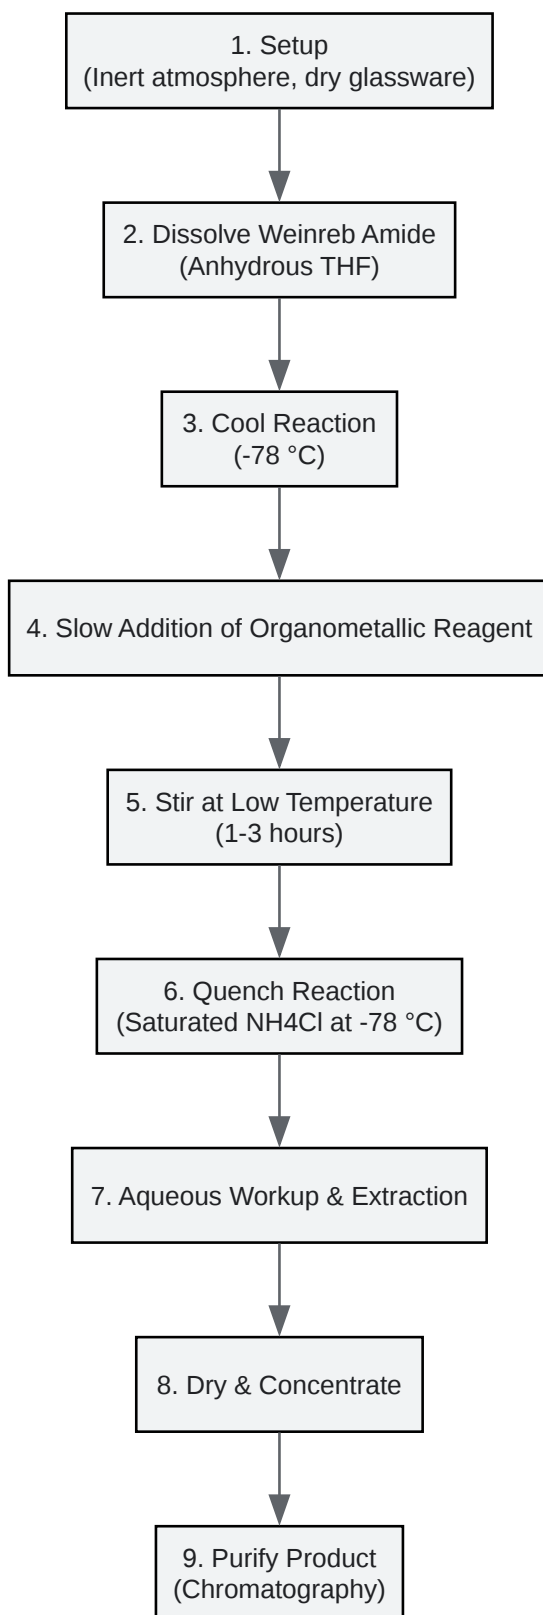 1. Setup
(Inert atmosphere, dry glassware)
2. Dissolve Weinreb Amide
(Anhydrous THF)
3. Cool Reaction
(-78 °C)
4. Slow Addition of Organometallic Reagent
5. Stir at Low Temperature
(1-3 hours)
6. Quench Reaction
(Saturated NH4Cl at -78 °C)
7. Aqueous Workup & Extraction
8. Dry & Concentrate
9. Purify Product
(Chromatography)